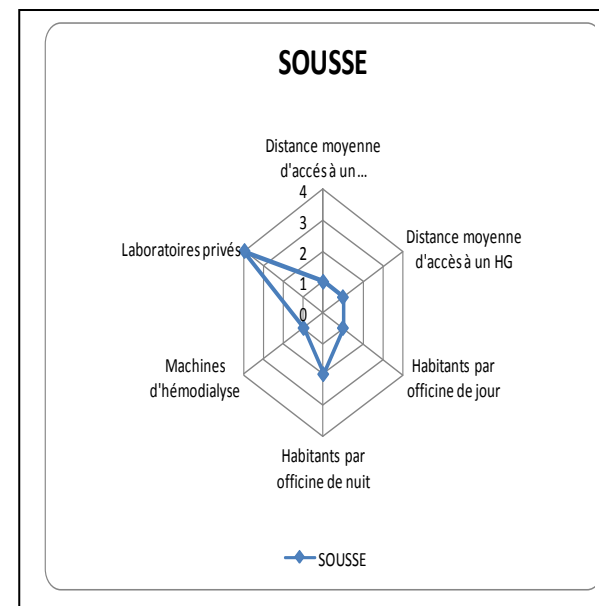 SOUSSE
Distance moyenne
d'accés à un...
4
3
2
1
0
Distance moyenne
d'accès à un HG
Habitants par
officine de jour
Habitants par
officine de nuit
Machines
d'hémodialyse
Laboratoires privés
SOUSSE